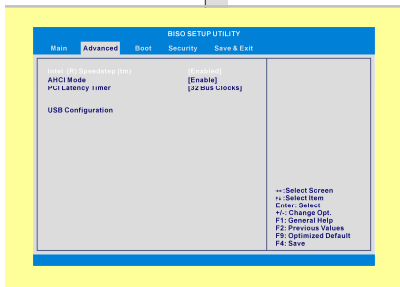 BISO SETUP UTILITY
Main Advanced Boot Security Save & Exit
Intel (R) Speedstep (tm) [Enabled]
AHCI Mode [Enable]
PCI Latency Timer [32 Bus Clocks]
USB Configuration
↔ :Select Screen
↑↓ :Select Item
Enter: Select
+/-: Change Opt.
F1: General Help
F2: Previous Values
F9: Optimized Default
F4: Save